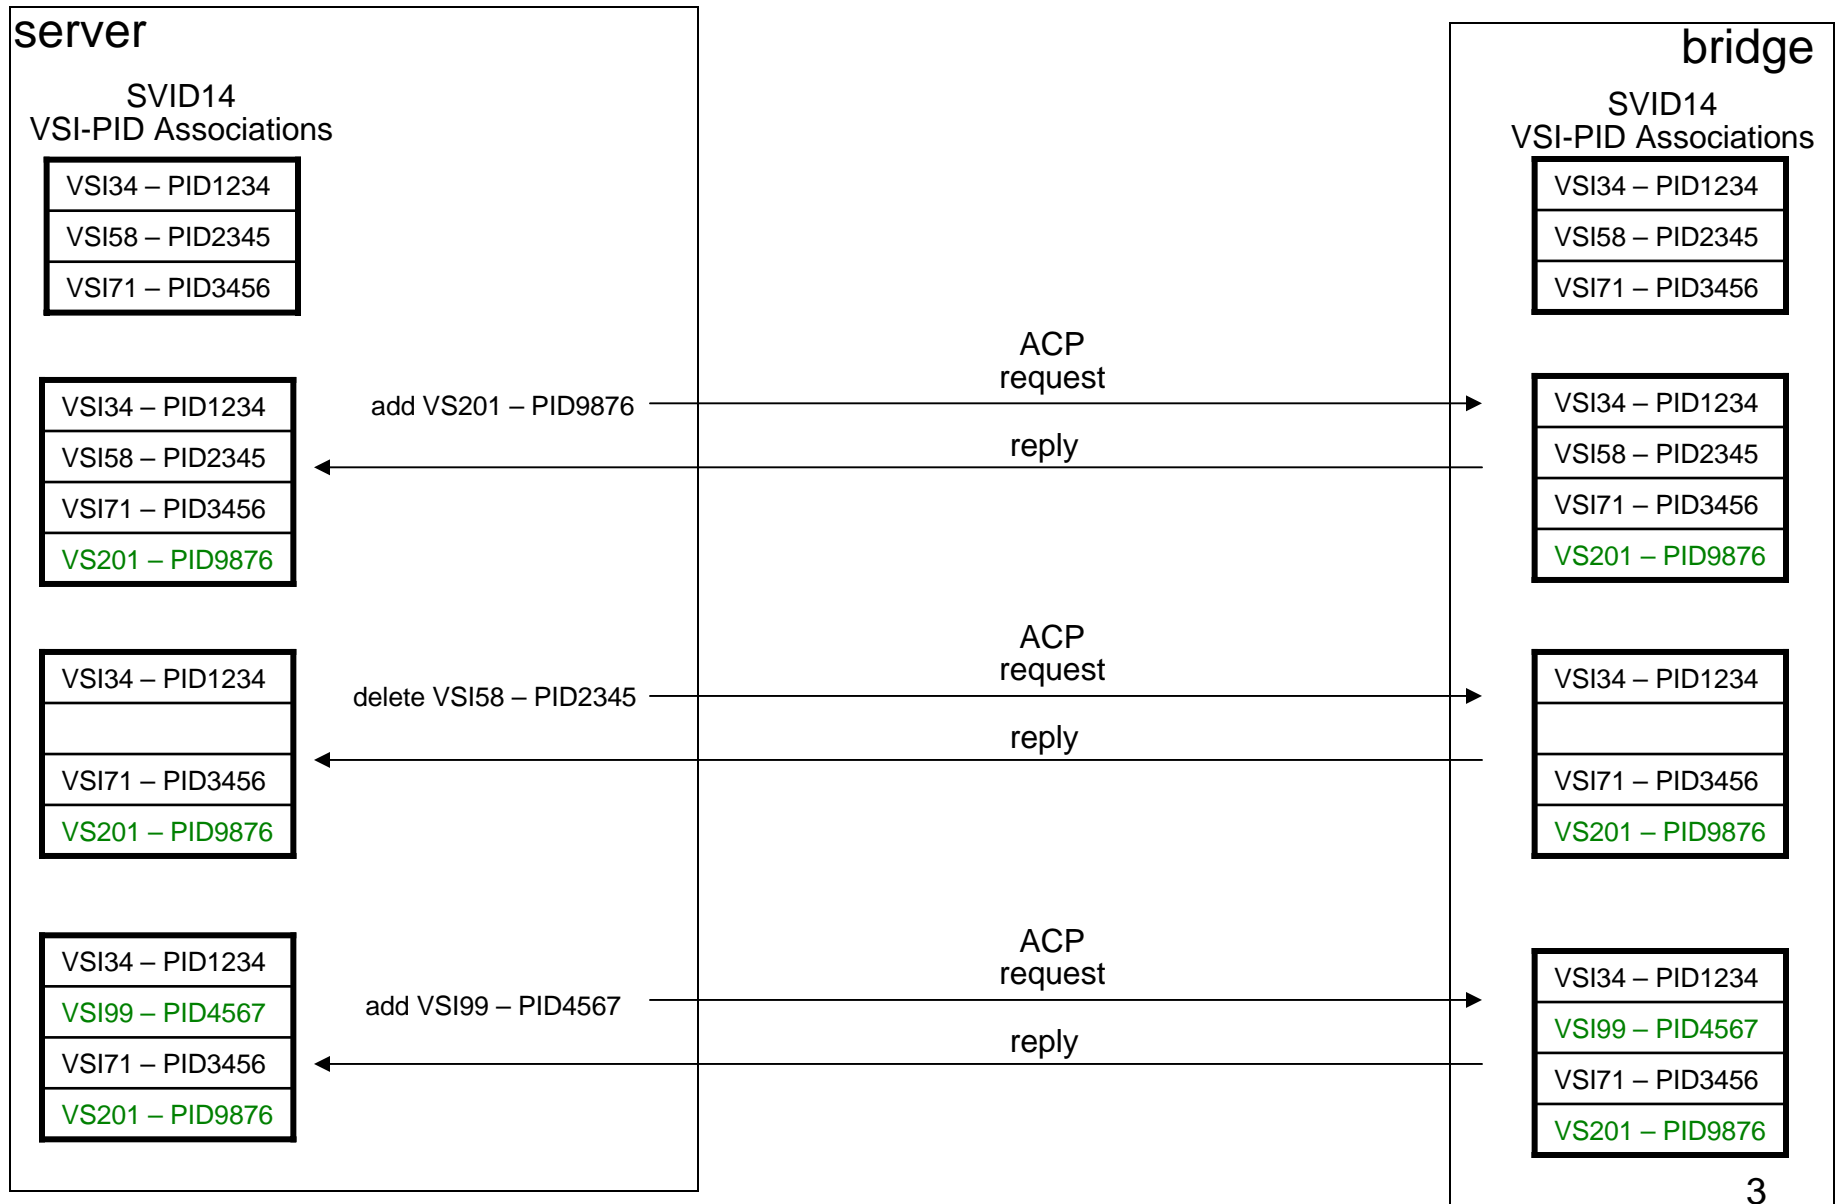 server
bridge
SVID14
VSI-PID Associations
SVID14
VSI-PID Associations
VSI34 – PID1234
VSI58 – PID2345
VSI71 – PID3456
VSI34 – PID1234
VSI58 – PID2345
VSI71 – PID3456
VSI34 – PID1234
VSI58 – PID2345
VSI71 – PID3456
VS201 – PID9876
add VS201 – PID9876
ACP
request
reply
VSI34 – PID1234
VSI58 – PID2345
VSI71 – PID3456
VS201 – PID9876
VSI34 – PID1234
VSI71 – PID3456
VS201 – PID9876
delete VSI58 – PID2345
ACP
request
reply
VSI34 – PID1234
VSI71 – PID3456
VS201 – PID9876
VSI34 – PID1234
VSI99 – PID4567
VSI71 – PID3456
VS201 – PID9876
add VSI99 – PID4567
ACP
request
reply
VSI34 – PID1234
VSI99 – PID4567
VSI71 – PID3456
VS201 – PID9876
3